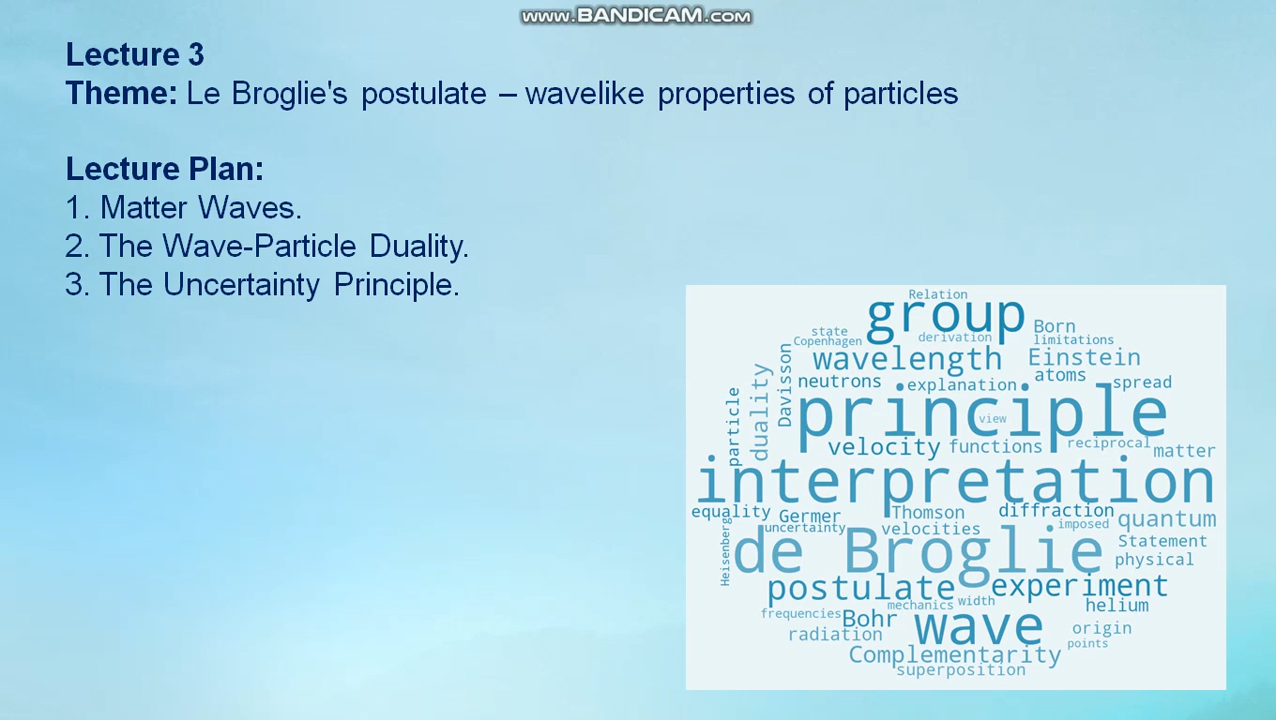 www.BANDICAM.com
Lecture 3
Theme: Le Broglie's postulate – wavelike properties of particles
Lecture Plan:
1. Matter Waves.
2. The Wave-Particle Duality.
3. The Uncertainty Principle.
Relation
group
Born
state
derivation
limitations
Copenhagen
wavelength
Einstein
atoms
neutrons
explanation
spread
Davisson
duality
particle
principle
view
velocity
functions
reciprocal
matter
interpretation
equality
Germer
Thomson
diffraction
quantum
uncertainty
velocities
imposed
Heisenberg
de Broglie
Statement
physical
postulate
experiment
mechanics
width
helium
frequencies
Bohr
wave
origin
radiation
points
Complementarity
superposition